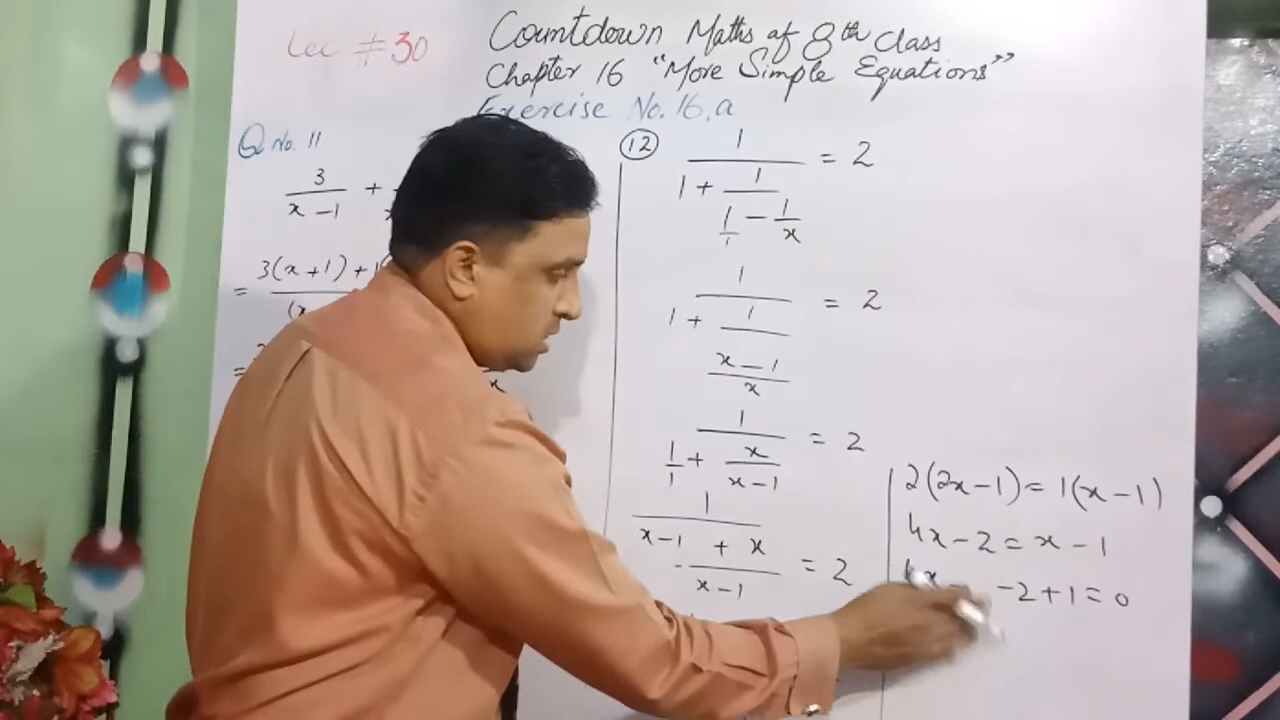 Lec # 30
Countdown Maths of 8th Class
Chapter 16 "More Simple Equations"
Exercise No. 16.a
Q No. 11
3/(x-1) +
= 3(x+1)+1
(x
=
x
(12) 1/(1 + 1/(1/1 - 1/x)) = 2
1/(1 + 1/((x-1)/x)) = 2
1/(1/1 + x/(x-1)) = 2
1/((x-1 + x)/(x-1)) = 2
2(2x-1) = 1(x-1)
4x-2 = x-1
4x - -2+1=0